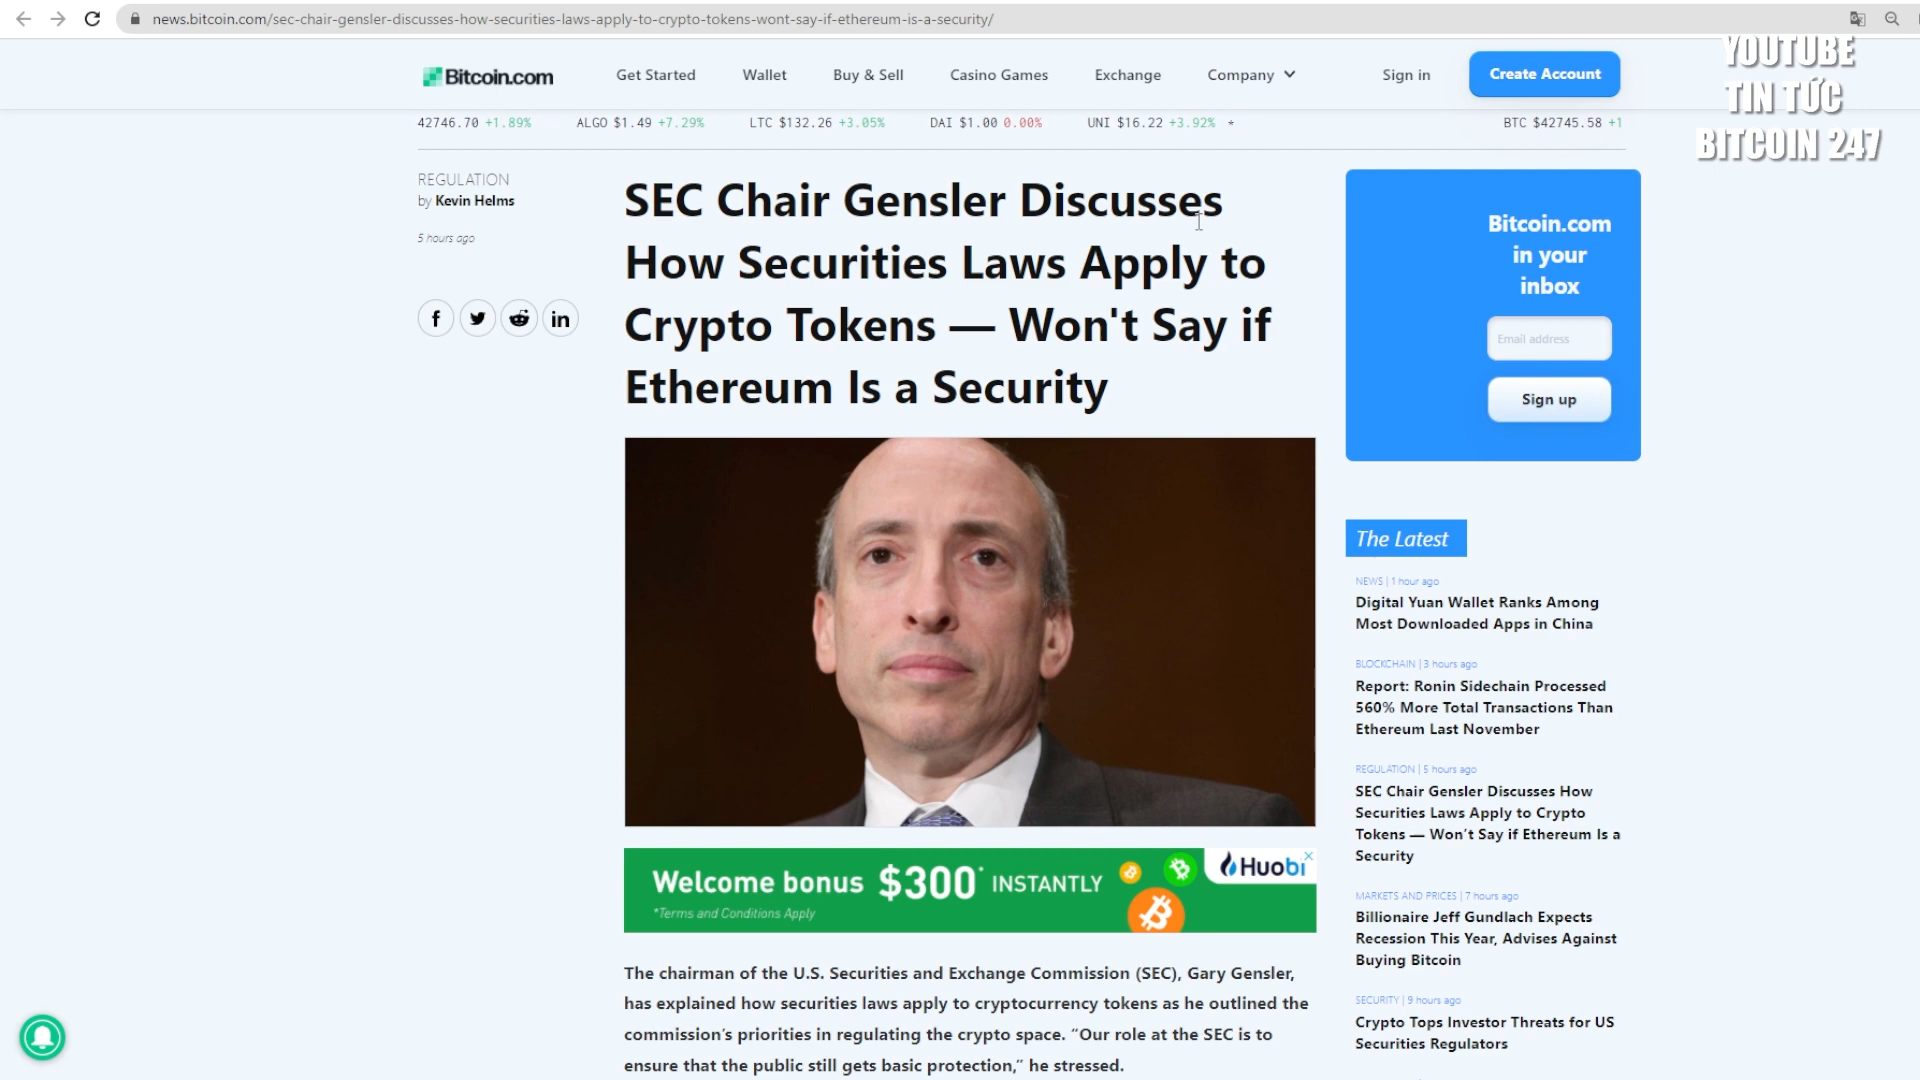 news.bitcoin.com/sec-chair-gensler-discusses-how-securities-laws-apply-to-crypto-tokens-wont-say-if-ethereum-is-a-security/
YOUTUBE
TIN TỨC
BITCOIN 247
Bitcoin.com
Get Started
Wallet
Buy & Sell
Casino Games
Exchange
Company
Sign in
Create Account
42746.70 +1.89%
ALGO $1.49 +7.29%
LTC $132.26 +3.05%
DAI $1.00 0.00%
UNI $16.22 +3.92% *
BTC $42745.58 +1
REGULATION
by Kevin Helms
5 hours ago
SEC Chair Gensler Discusses
How Securities Laws Apply to
Crypto Tokens — Won't Say if
Ethereum Is a Security
Welcome bonus $300* INSTANTLY
*Terms and Conditions Apply
Huobi
The chairman of the U.S. Securities and Exchange Commission (SEC), Gary Gensler,
has explained how securities laws apply to cryptocurrency tokens as he outlined the
commission’s priorities in regulating the crypto space. “Our role at the SEC is to
ensure that the public still gets basic protection,” he stressed.
Bitcoin.com
in your
inbox
Email address
Sign up
The Latest
NEWS | 1 hour ago
Digital Yuan Wallet Ranks Among
Most Downloaded Apps in China
BLOCKCHAIN | 3 hours ago
Report: Ronin Sidechain Processed
560% More Total Transactions Than
Ethereum Last November
REGULATION | 5 hours ago
SEC Chair Gensler Discusses How
Securities Laws Apply to Crypto
Tokens — Won’t Say if Ethereum Is a
Security
MARKETS AND PRICES | 7 hours ago
Billionaire Jeff Gundlach Expects
Recession This Year, Advises Against
Buying Bitcoin
SECURITY | 9 hours ago
Crypto Tops Investor Threats for US
Securities Regulators